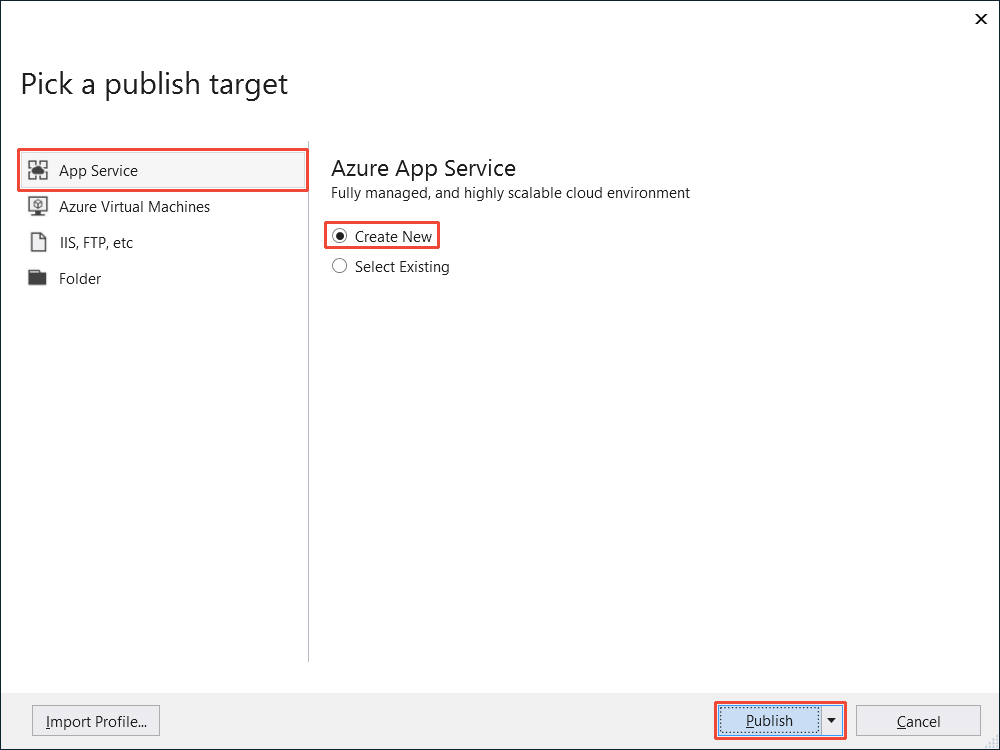 Pick a publish target
App Service
Azure Virtual Machines
IIS, FTP, etc
Folder
Azure App Service
Fully managed, and highly scalable cloud environment
Create New
Select Existing
Import Profile...
Publish
Cancel